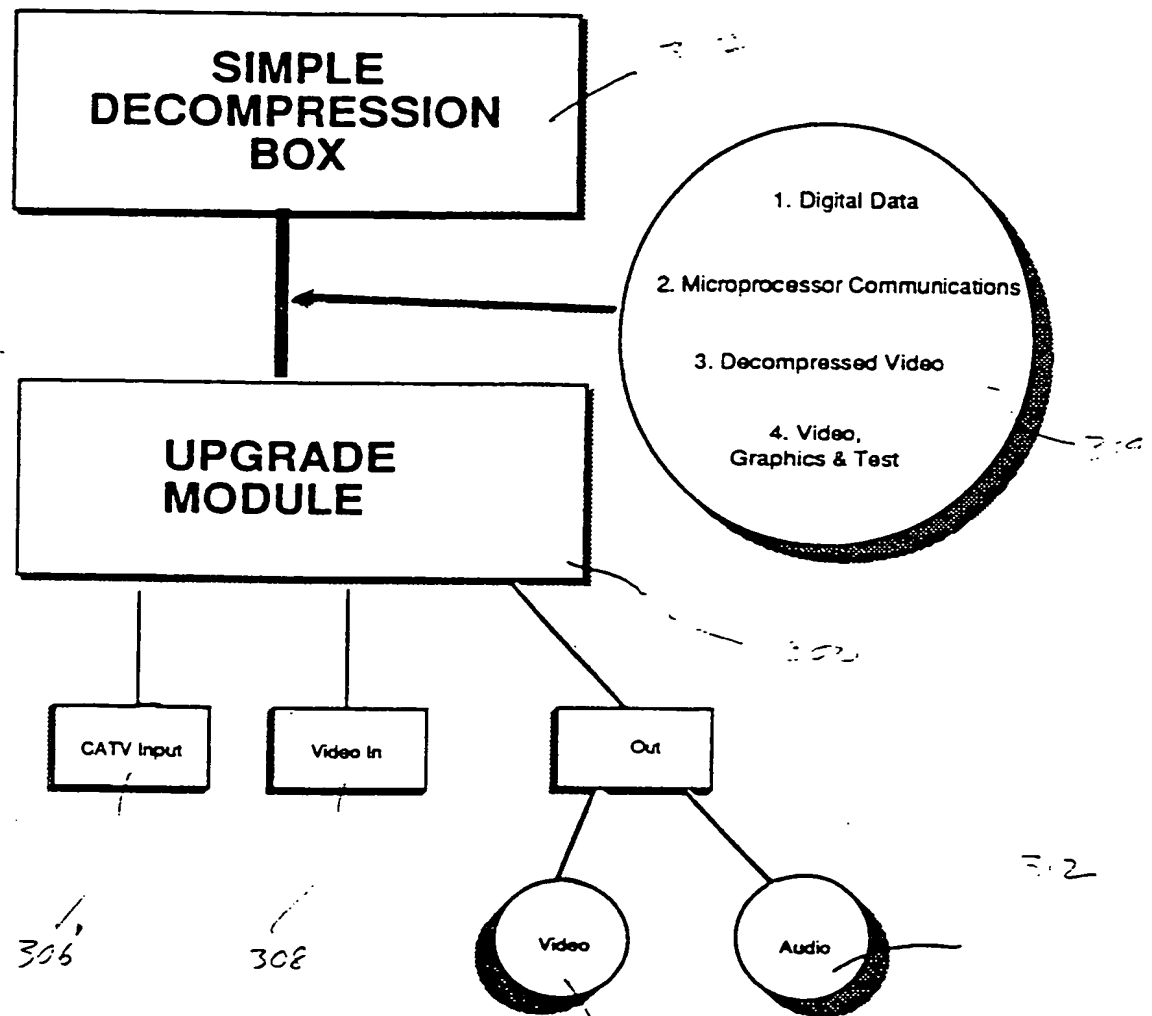 SIMPLE
DECOMPRESSION
BOX
1. Digital Data
2. Microprocessor Communications
3. Decompressed Video
4. Video,
Graphics & Test
UPGRADE
MODULE
CATV Input
Video In
Out
Video
Audio
306
308